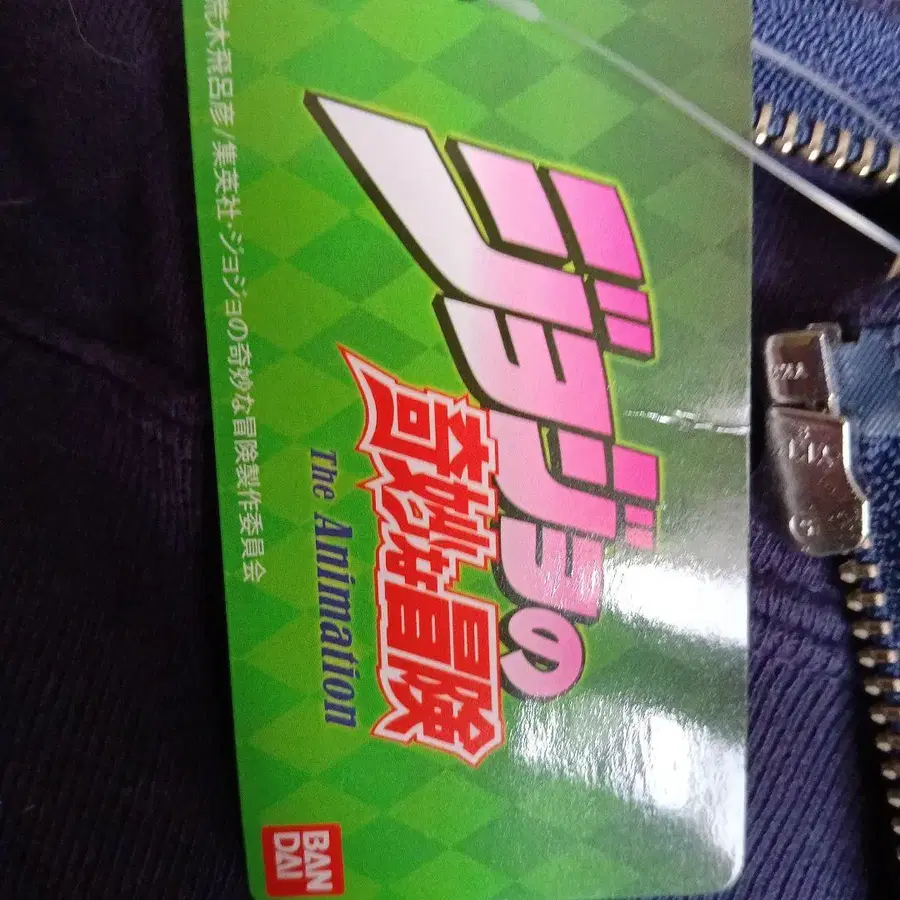 ジョジョの
奇妙な冒険
The Animation
荒木飛呂彦/集英社・ジョジョの奇妙な冒険製作委員会
BAN
DAI